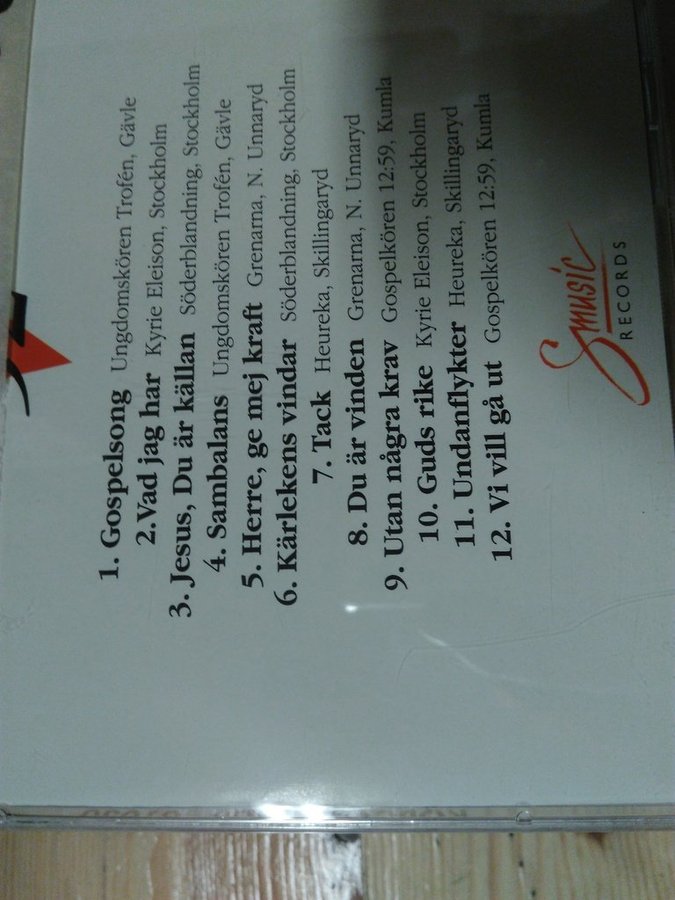 1. Gospelsong Ungdomskören Trofén, Gävle
2. Vad jag har Kyrie Eleison, Stockholm
3. Jesus, Du är källan Söderblandning, Stockholm
4. Sambalans Ungdomskören Trofén, Gävle
5. Herre, ge mej kraft Grenarna, N. Unnaryd
6. Kärlekens vindar Söderblandning, Stockholm
7. Tack Heureka, Skillingaryd
8. Du är vinden Grenarna, N. Unnaryd
9. Utan några krav Gospelkören 12:59, Kumla
10. Guds rike Kyrie Eleison, Stockholm
11. Undanflykter Heureka, Skillingaryd
12. Vi vill gå ut Gospelkören 12:59, Kumla
Smusic
RECORDS